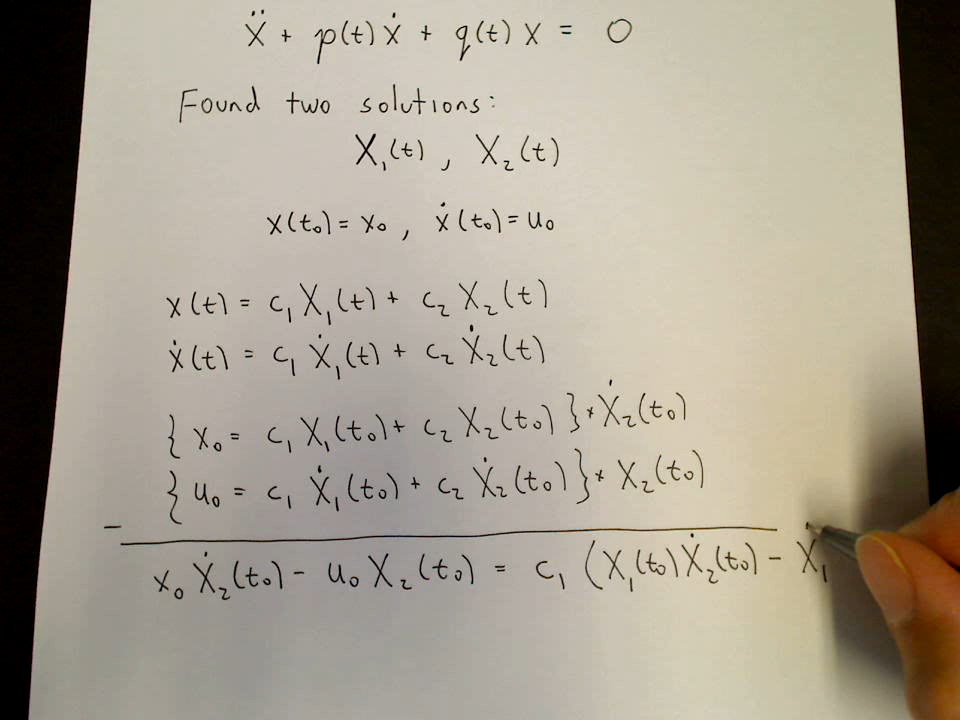 Ẍ + p(t)ẋ + q(t)x = 0
Found two solutions:
X₁(t), X₂(t)
x(t₀) = x₀, ẋ(t₀) = u₀
x(t) = c₁X₁(t) + c₂X₂(t)
ẋ(t) = c₁Ẋ₁(t) + c₂Ẋ₂(t)
{x₀ = c₁X₁(t₀) + c₂X₂(t₀)} * Ẋ₂(t₀)
{u₀ = c₁Ẋ₁(t₀) + c₂Ẋ₂(t₀)} * X₂(t₀)
−
x₀Ẋ₂(t₀) − u₀X₂(t₀) = c₁(X₁(t₀)Ẋ₂(t₀) − Ẋ₁